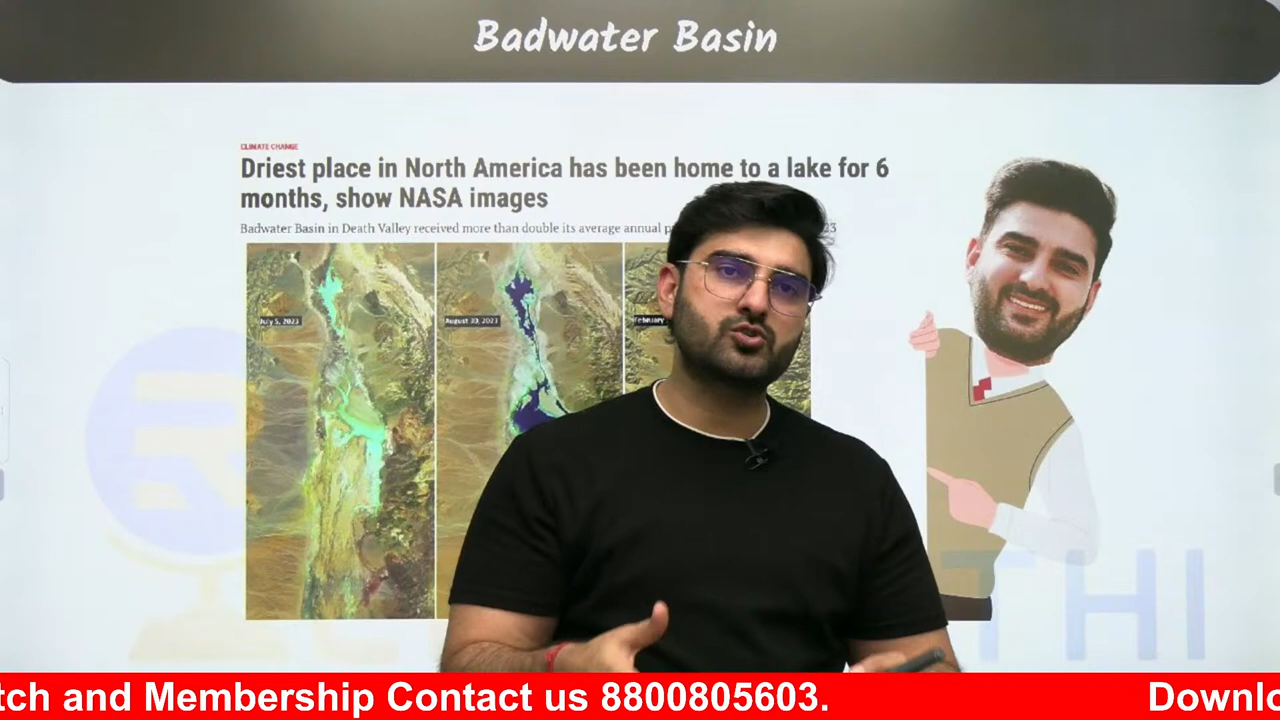 Badwater Basin
CLIMATE CHANGE
Driest place in North America has been home to a lake for 6
months, show NASA images
Badwater Basin in Death Valley received more than double its average annual
July 5, 2023
August 30, 2023
February
THI
and Membership Contact us 8800805603.